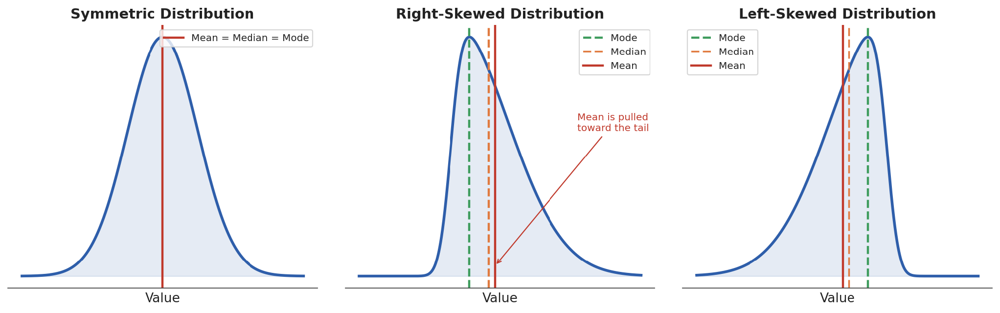 Symmetric Distribution
Mean = Median = Mode
Value
Right-Skewed Distribution
Mode
Median
Mean
Mean is pulled
toward the tail
Value
Left-Skewed Distribution
Mode
Median
Mean
Value